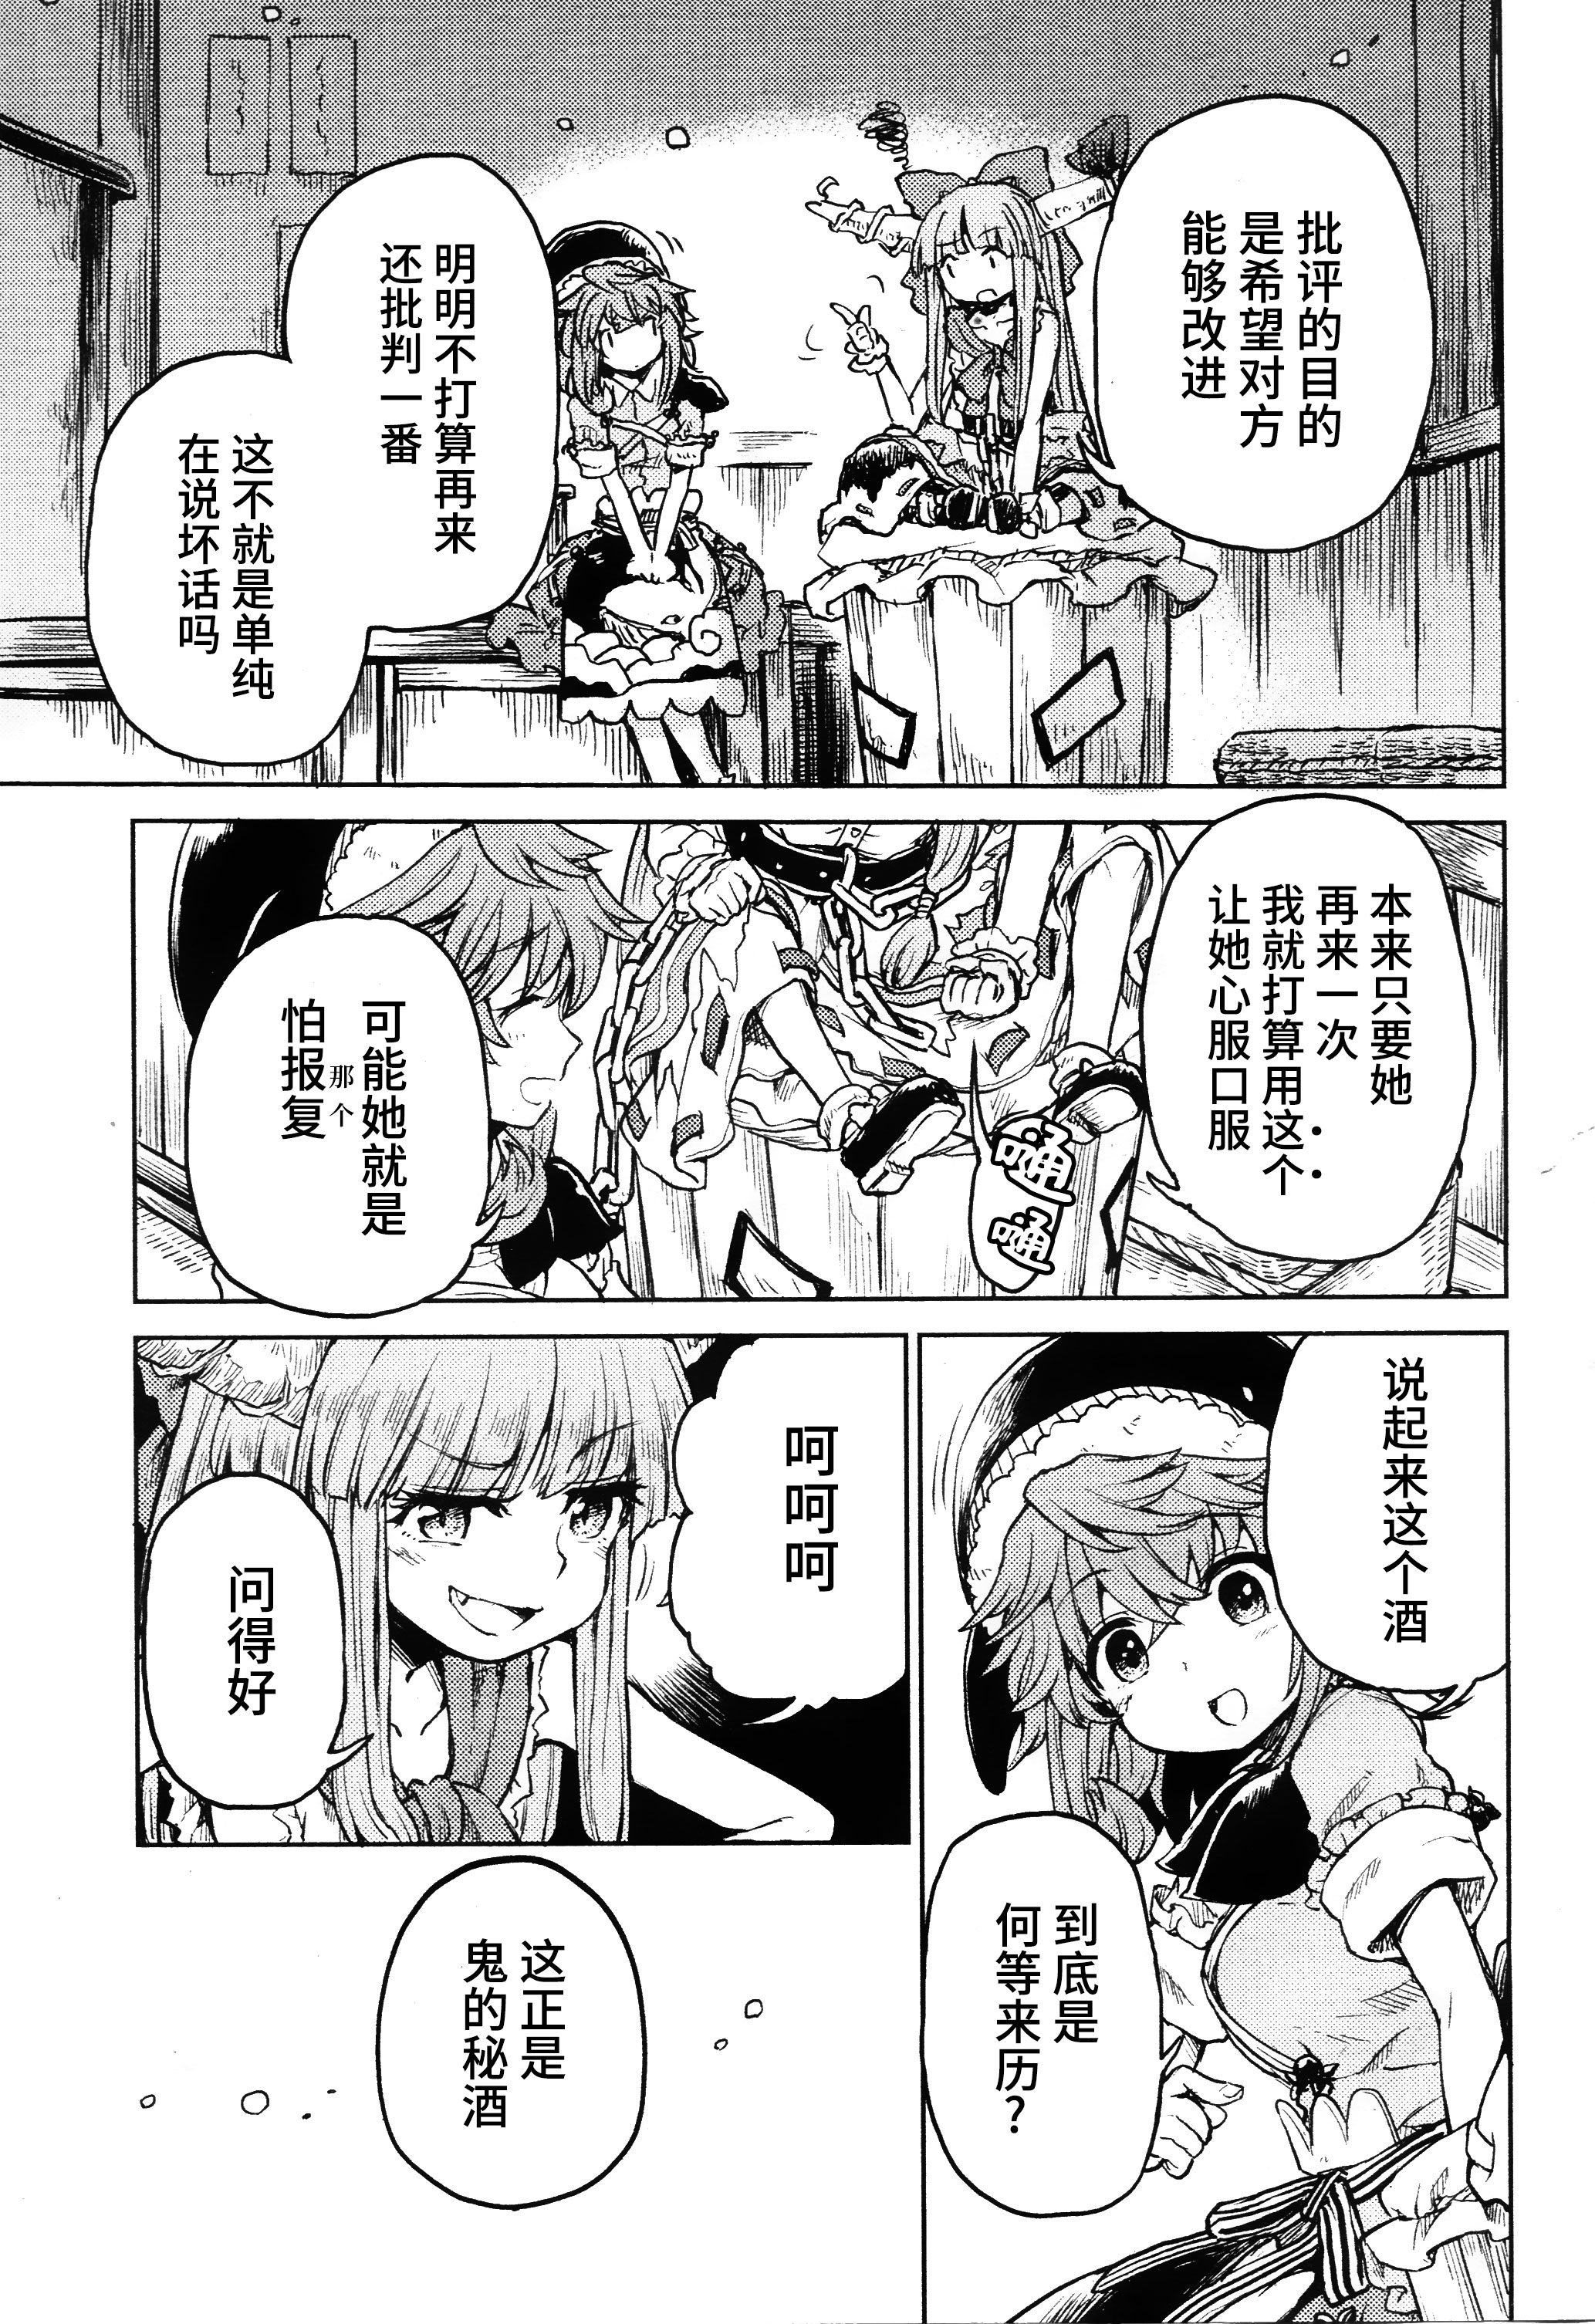 批评的目的
是希望对方
能够改进
明明不打算再来
还批判一番
这不就是单纯
在说坏话吗
本来只要她
再来一次
我就打算用这个
让她心服口服
嗵
嗵
可能她就是
怕报复
那个
说起来这个酒
到底是
何等来历？
呵呵呵
问得好
这正是
鬼的秘酒